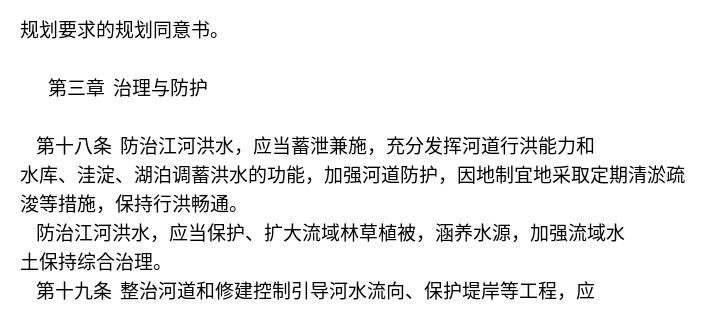 规划要求的规划同意书。
第三章 治理与防护
第十八条 防治江河洪水，应当蓄泄兼施，充分发挥河道行洪能力和
水库、洼淀、湖泊调蓄洪水的功能，加强河道防护，因地制宜地采取定期清淤疏
浚等措施，保持行洪畅通。
防治江河洪水，应当保护、扩大流域林草植被，涵养水源，加强流域水
土保持综合治理。
第十九条 整治河道和修建控制引导河水流向、保护堤岸等工程，应